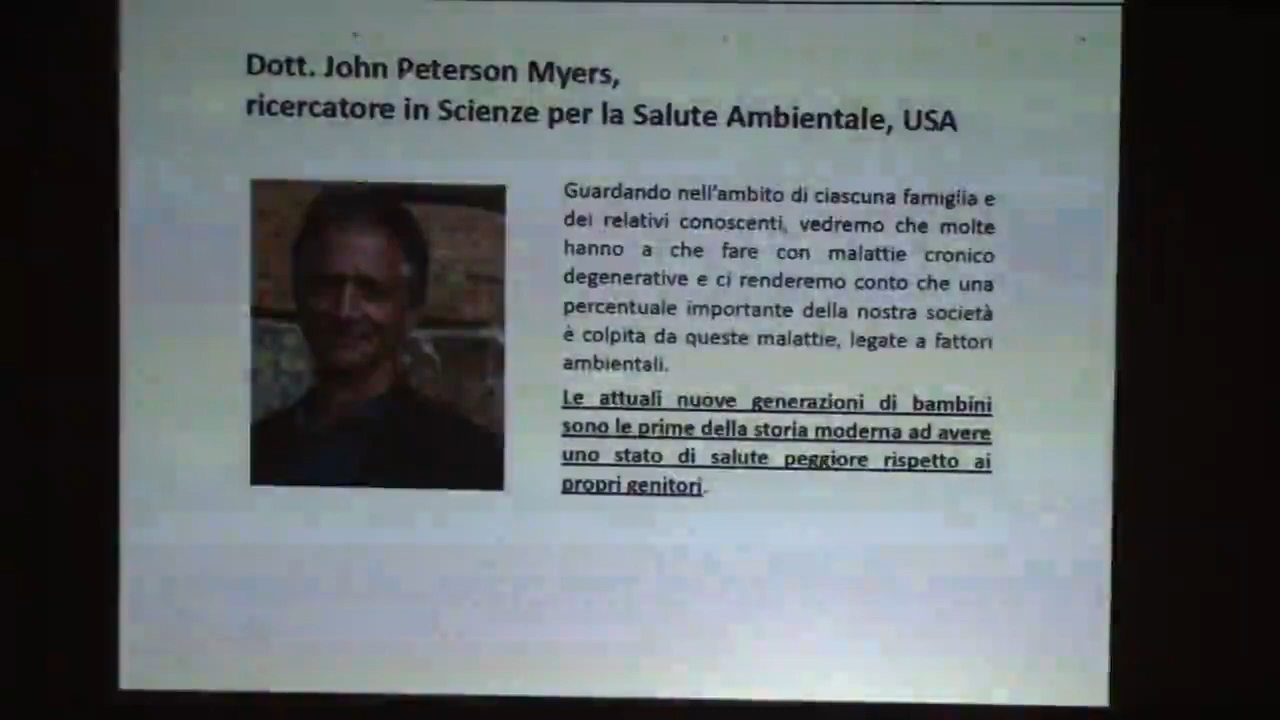 Dott. John Peterson Myers,
ricercatore in Scienze per la Salute Ambientale, USA
Guardando nell'ambito di ciascuna famiglia e
dei relativi conoscenti, vedremo che molte
hanno a che fare con malattie cronico
degenerative e ci renderemo conto che una
percentuale importante della nostra società
è colpita da queste malattie, legate a fattori
ambientali.
Le attuali nuove generazioni di bambini
sono le prime della storia moderna ad avere
uno stato di salute peggiore rispetto ai
propri genitori.